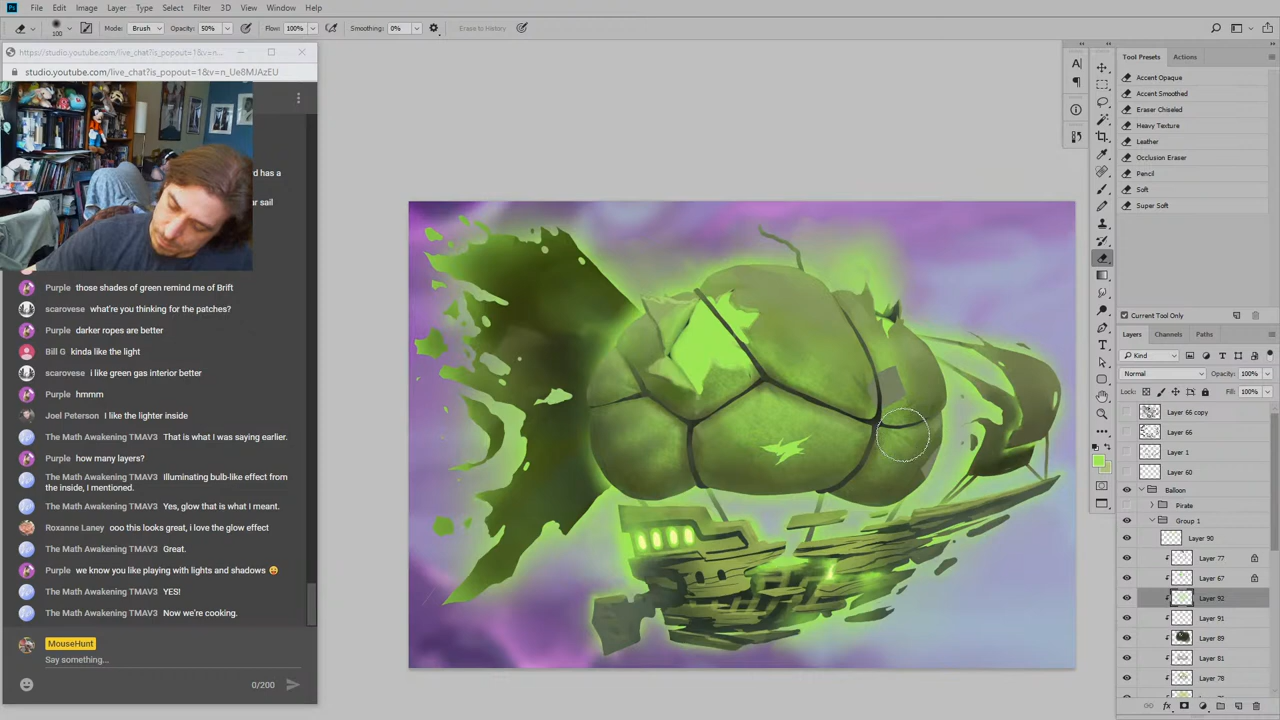 File Edit Image Layer Type Select Filter 3D View Window Help
100 Mode: Brush Opacity: 50% Flow: 100% Smoothing: 0% Erase to History
https://studio.youtube.com/live_chat?is_popout=1&v=n...
studio.youtube.com/live_chat?is_popout=1&v=n_Ue8MJAzEU
has a
sail
Purple those shades of green remind me of Brift
scarovese what're you thinking for the patches?
Purple darker ropes are better
Bill G kinda like the light
scarovese i like green gas interior better
Purple hmmm
Joel Peterson I like the lighter inside
The Math Awakening TMAV3 That is what I was saying earlier.
Purple how many layers?
The Math Awakening TMAV3 Illuminating bulb-like effect from
the inside, I mentioned.
The Math Awakening TMAV3 Yes, glow that is what I meant.
Roxanne Laney ooo this looks great, i love the glow effect
The Math Awakening TMAV3 Great.
Purple we know you like playing with lights and shadows 😄
The Math Awakening TMAV3 YES!
The Math Awakening TMAV3 Now we're cooking.
MouseHunt
Say something...
0/200
Tool Presets Actions
Accent Opaque
Accent Smoothed
Eraser Chiseled
Heavy Texture
Leather
Occlusion Eraser
Pencil
Soft
Super Soft
Current Tool Only
Layers Channels Paths
Kind
Normal Opacity: 100%
Lock: Fill: 100%
Layer 66 copy
Layer 66
Layer 1
Layer 60
Balloon
Pirate
Group 1
Layer 90
Layer 77
Layer 67
Layer 92
Layer 91
Layer 89
Layer 81
Layer 78